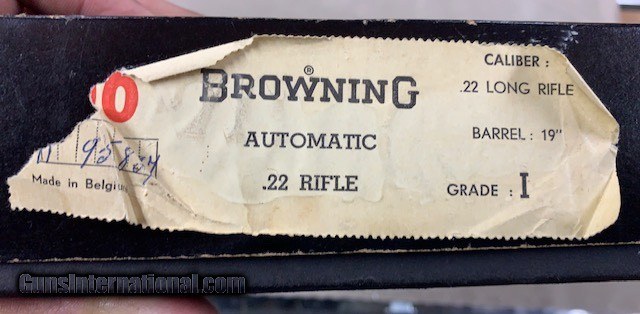 BROWNING®
AUTOMATIC
.22 RIFLE
CALIBER :
.22 LONG RIFLE
BARREL : 19"
GRADE : I
Made in Belgiu
GunsInternational.com